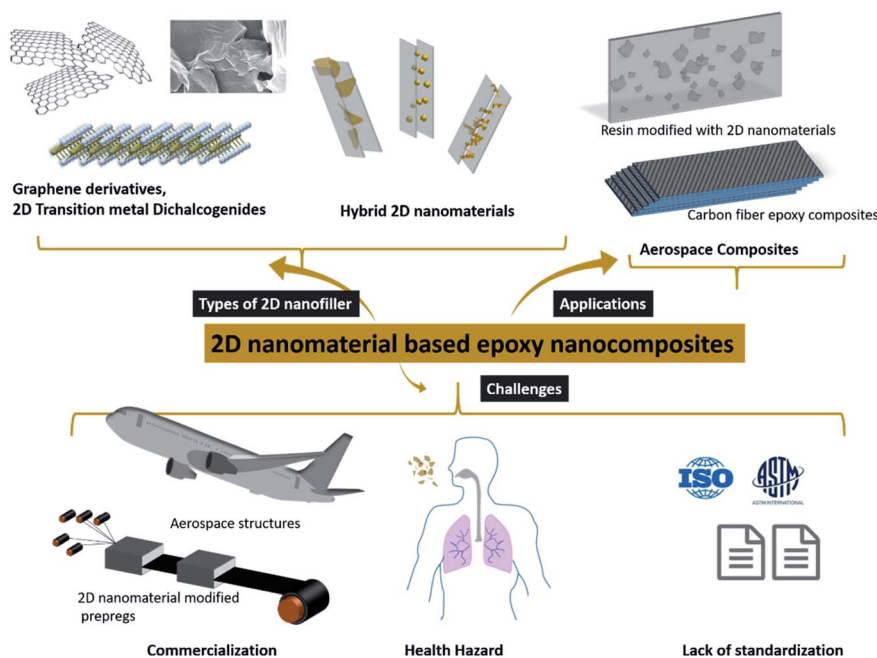 Graphene derivatives,
2D Transition metal Dichalcogenides
Hybrid 2D nanomaterials
Resin modified with 2D nanomaterials
Carbon fiber epoxy composites
Aerospace Composites
Types of 2D nanofiller
Applications
2D nanomaterial based epoxy nanocomposites
Challenges
Aerospace structures
2D nanomaterial modified
prepregs
Commercialization
Health Hazard
ISO
ASTM
ASTM INTERNATIONAL
Lack of standardization